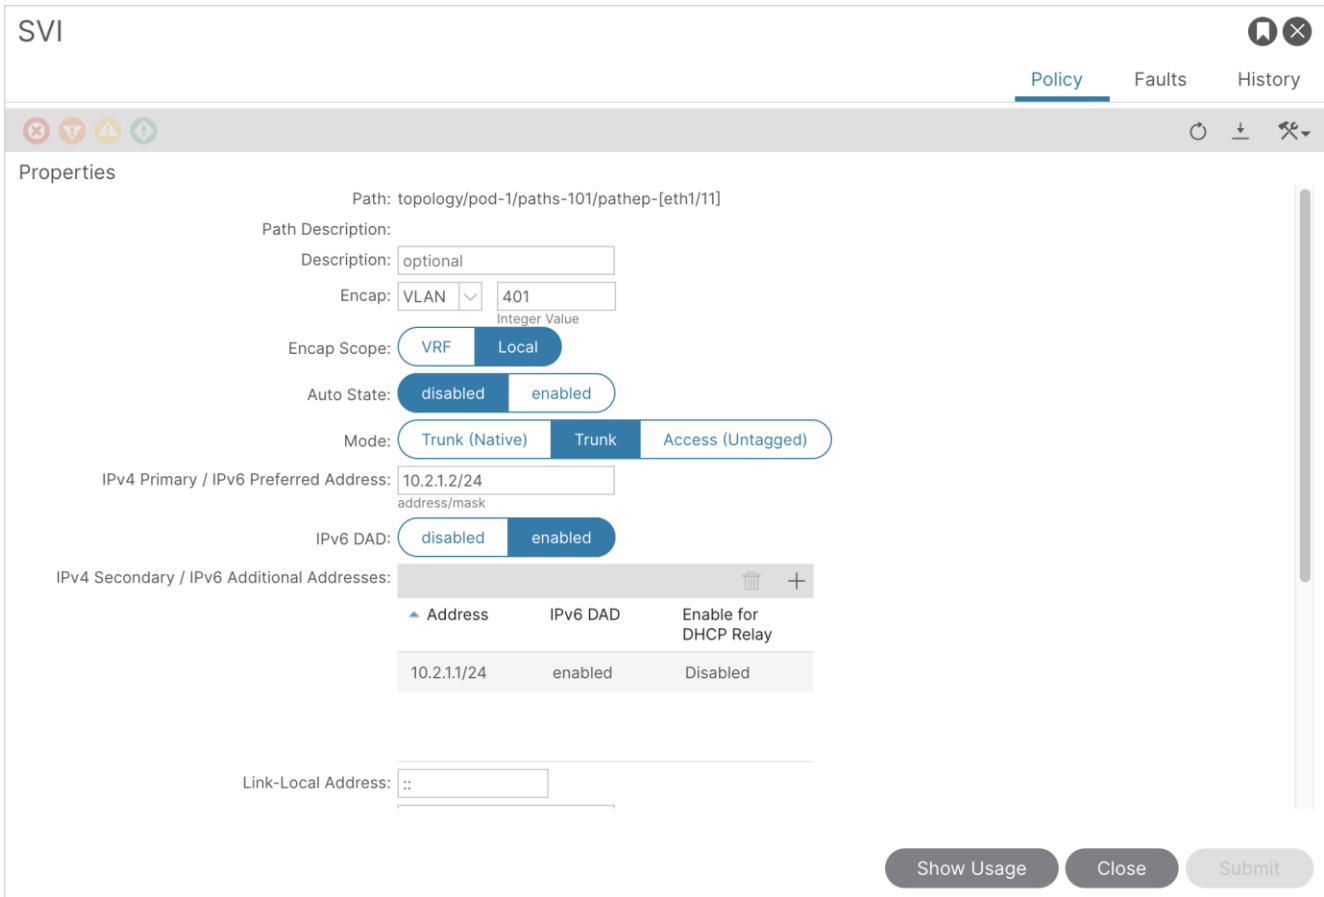 SVI
Policy Faults History
Properties
Path: topology/pod-1/paths-101/pathep-[eth1/11]
Path Description:
Description: optional
Encap: VLAN 401
Integer Value
Encap Scope: VRF Local
Auto State: disabled enabled
Mode: Trunk (Native) Trunk Access (Untagged)
IPv4 Primary / IPv6 Preferred Address: 10.2.1.2/24
address/mask
IPv6 DAD: disabled enabled
IPv4 Secondary / IPv6 Additional Addresses:
Address IPv6 DAD Enable for
DHCP Relay
10.2.1.1/24 enabled Disabled
Link-Local Address: ::
Show Usage Close Submit